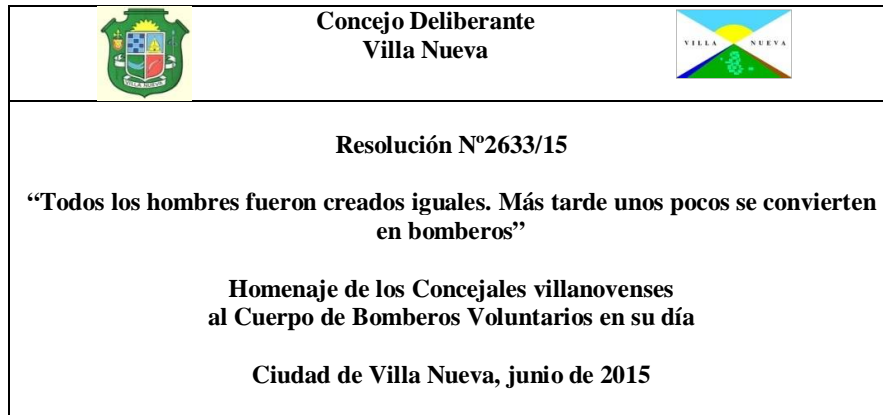 Concejo Deliberante
Villa Nueva
VILLA NUEVA
VILLA NUEVA
Resolución Nº2633/15
“Todos los hombres fueron creados iguales. Más tarde unos pocos se convierten
en bomberos”
Homenaje de los Concejales villanovenses
al Cuerpo de Bomberos Voluntarios en su día
Ciudad de Villa Nueva, junio de 2015